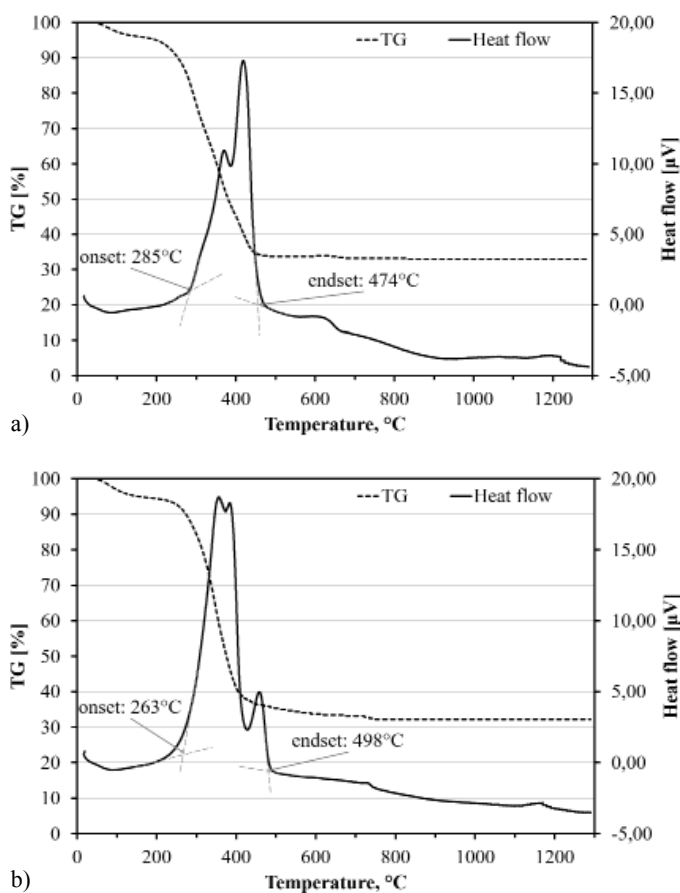 100 20,00
TG Heat flow
90
80 15,00
70
60 10,00
TG [%] 50 Heat flow [µV]
40 5,00
onset: 285°C
30 endset: 474°C
20 0,00
10
0 -5,00
0 200 400 600 800 1000 1200
a) Temperature, °C
100 20,00
TG Heat flow
90
80 15,00
70
60 10,00
TG [%] 50 Heat flow [µV]
40 5,00
onset: 263°C
30
endset: 498°C
20 0,00
10
0 -5,00
0 200 400 600 800 1000 1200
b) Temperature, °C